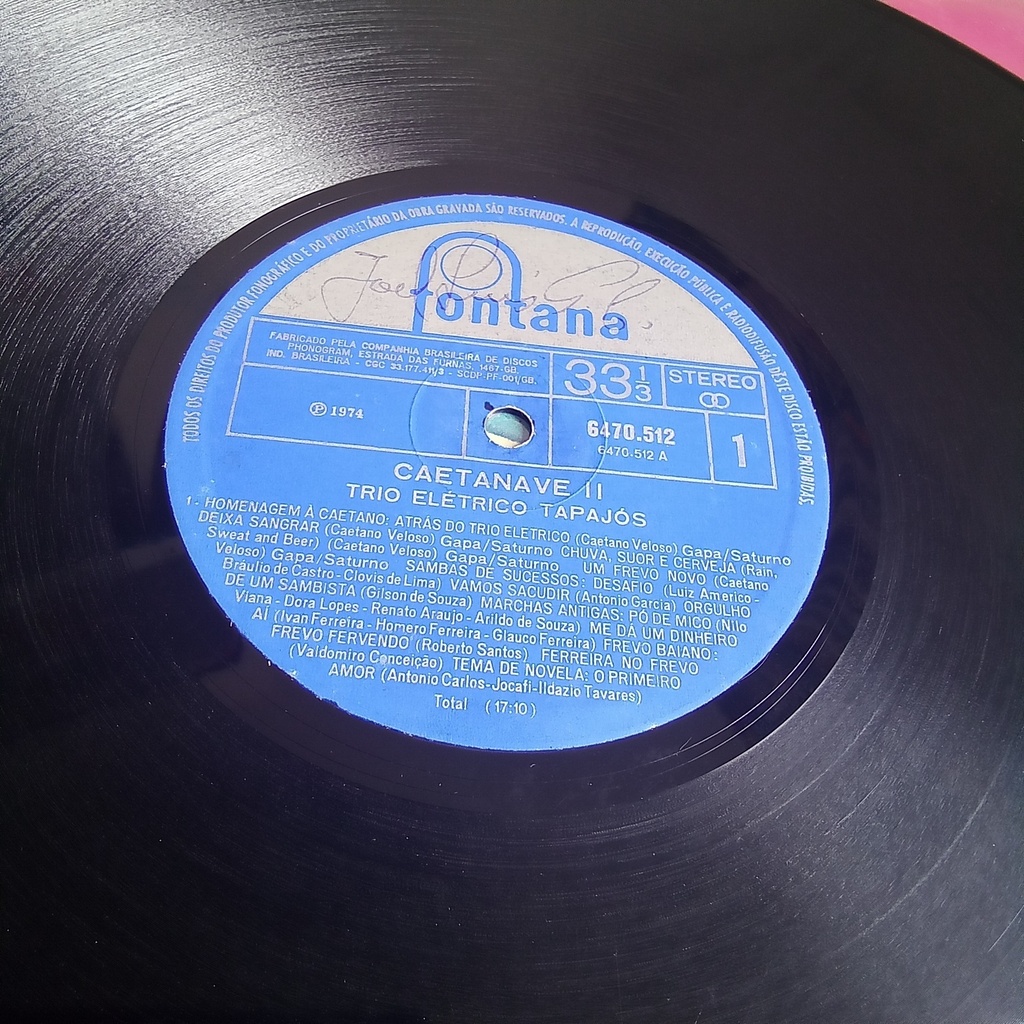 TODOS OS DIREITOS DO PRODUTOR FONOGRÁFICO E DO PROPRIETÁRIO DA OBRA GRAVADA SÃO RESERVADOS. A REPRODUÇÃO, EXECUÇÃO PÚBLICA E RADIODIFUSÃO DESTE DISCO ESTÃO PROIBIDAS.
fontana
FABRICADO PELA COMPANHIA BRASILEIRA DE DISCOS
PHONOGRAM, ESTRADA DAS FURNAS, 1467-GB.
IND. BRASILEIRA - CGC 33.177.411/3 - SCDP-PF-001/GB.
33 1/3
STEREO
℗ 1974
6470.512
6470.512 A
1
CAETANAVE II
TRIO ELÉTRICO TAPAJÓS
1 - HOMENAGEM À CAETANO: ATRÁS DO TRIO ELETRICO (Caetano Veloso) Gapa/Saturno
DEIXA SANGRAR (Caetano Veloso) Gapa/Saturno CHUVA, SUOR E CERVEJA (Rain,
Sweat and Beer) (Caetano Veloso) Gapa/Saturno UM FREVO NOVO (Caetano
Veloso) Gapa/Saturno SAMBAS DE SUCESSOS: DESAFIO (Luiz Americo -
Bráulio de Castro - Clovis de Lima) VAMOS SACUDIR (Antonio Garcia) ORGULHO
DE UM SAMBISTA (Gilson de Souza) MARCHAS ANTIGAS: PÓ DE MICO (Nilo
Viana - Dora Lopes - Renato Araujo - Arildo de Souza) ME DÁ UM DINHEIRO
AÍ (Ivan Ferreira - Homero Ferreira - Glauco Ferreira) FREVO BAIANO:
FREVO FERVENDO (Roberto Santos) FERREIRA NO FREVO
(Valdomiro Conceição) TEMA DE NOVELA: O PRIMEIRO
AMOR (Antonio Carlos-Jocafi-Ildazio Tavares)
Total (17:10)